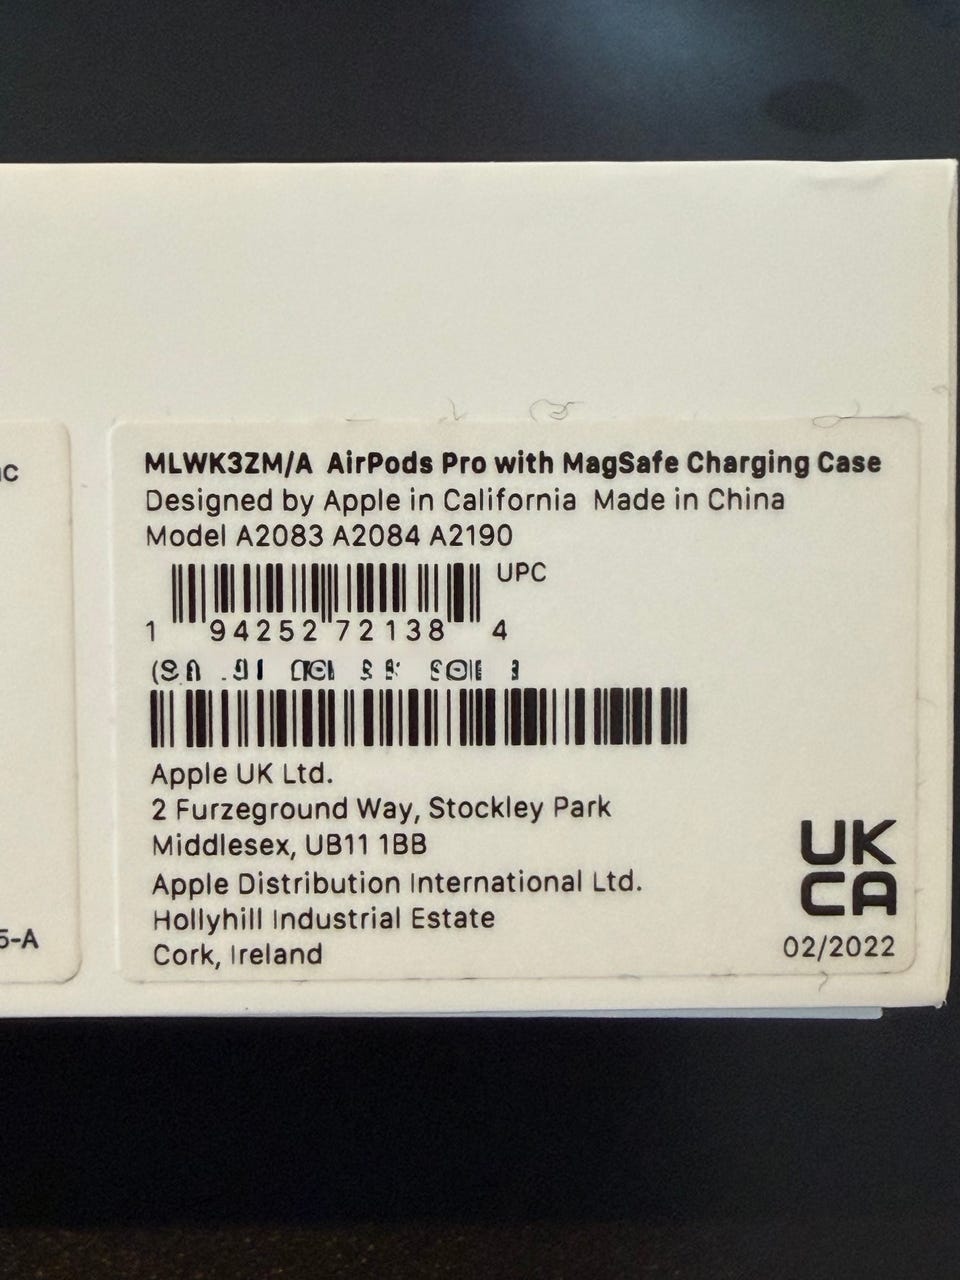 MLWK3ZM/A AirPods Pro with MagSafe Charging Case
Designed by Apple in California Made in China
Model A2083 A2084 A2190
UPC
1 94252 72138 4
Apple UK Ltd.
2 Furzeground Way, Stockley Park
Middlesex, UB11 1BB
Apple Distribution International Ltd.
Hollyhill Industrial Estate
Cork, Ireland
UK
CA
02/2022
5-A